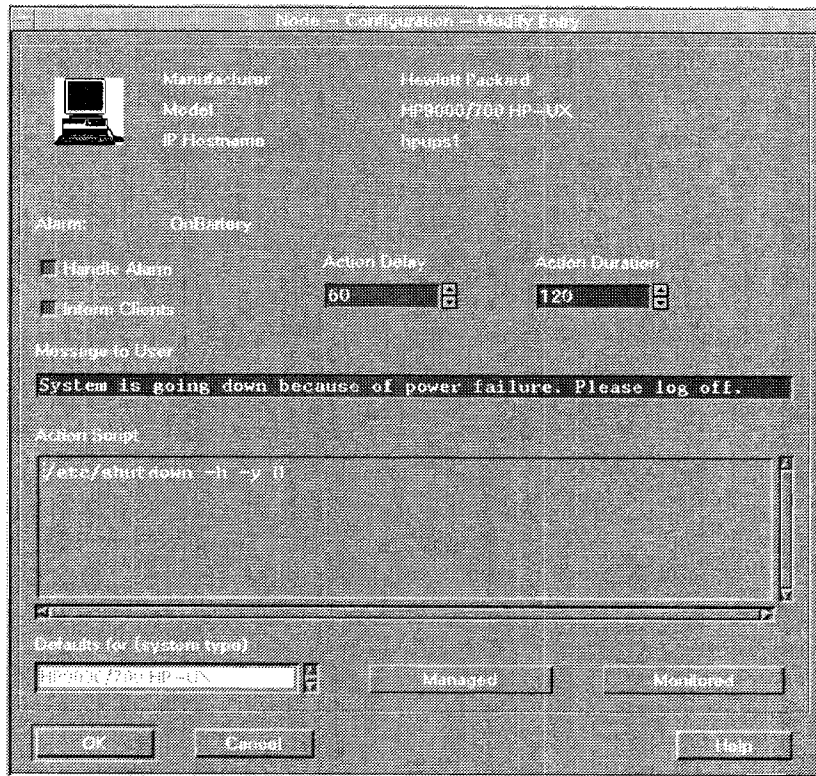 Node - Configuration - Modify Entry
Manufacturer Hewlett Packard
Model HP9000/700 HP-UX
IP Hostname hpups1
Alarm: OnBattery
Handle Alarm Action Delay Action Duration
60 120
Inform Clients
Message to User
System is going down because of power failure. Please log off.
Action Script
/etc/shutdown -h -y 0
Defaults for (system type)
HP9000/700 HP-UX Managed Monitored
OK Cancel Help